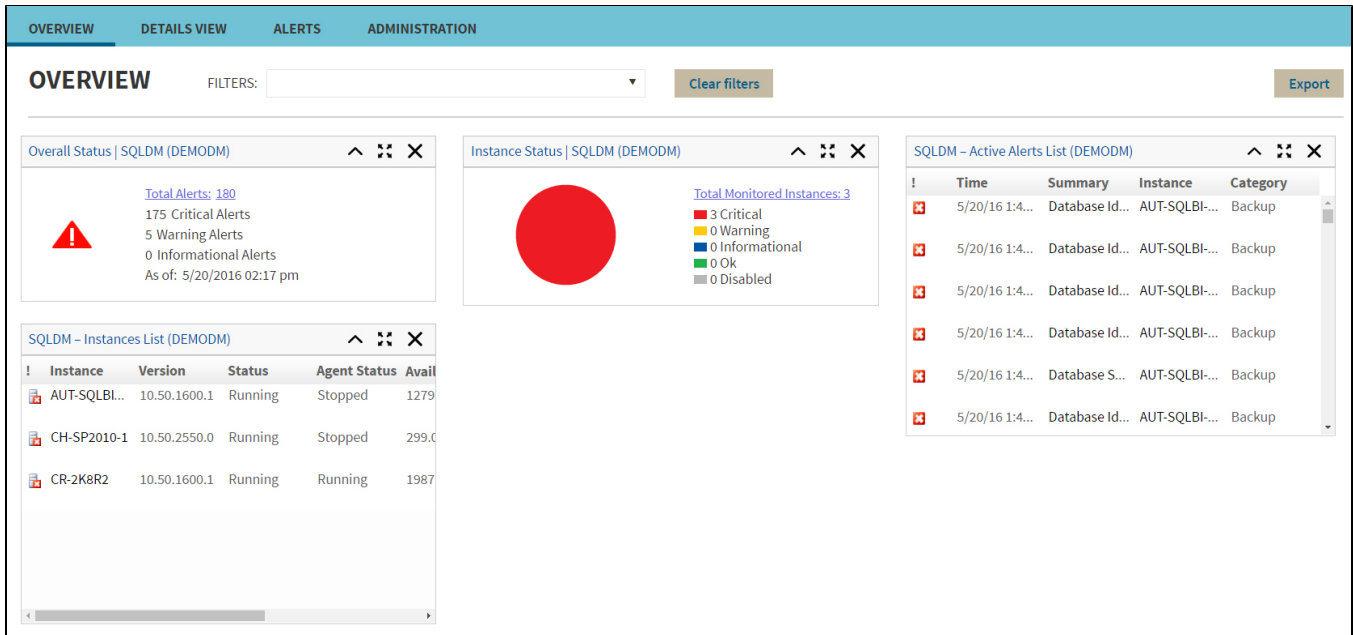 OVERVIEW DETAILS VIEW ALERTS ADMINISTRATION
OVERVIEW FILTERS: Clear filters Export
Overall Status | SQLDM (DEMODM)
Total Alerts: 180
175 Critical Alerts
5 Warning Alerts
0 Informational Alerts
As of: 5/20/2016 02:17 pm
Instance Status | SQLDM (DEMODM)
Total Monitored Instances: 3
3 Critical
0 Warning
0 Informational
0 Ok
0 Disabled
SQLDM – Active Alerts List (DEMODM)
! Time Summary Instance Category
5/20/16 1:4... Database Id... AUT-SQLBI-... Backup
5/20/16 1:4... Database Id... AUT-SQLBI-... Backup
5/20/16 1:4... Database Id... AUT-SQLBI-... Backup
5/20/16 1:4... Database Id... AUT-SQLBI-... Backup
5/20/16 1:4... Database S... AUT-SQLBI-... Backup
5/20/16 1:4... Database Id... AUT-SQLBI-... Backup
SQLDM – Instances List (DEMODM)
! Instance Version Status Agent Status Avail
AUT-SQLBI... 10.50.1600.1 Running Stopped 1279
CH-SP2010-1 10.50.2550.0 Running Stopped 299.0
CR-2K8R2 10.50.1600.1 Running Running 1987